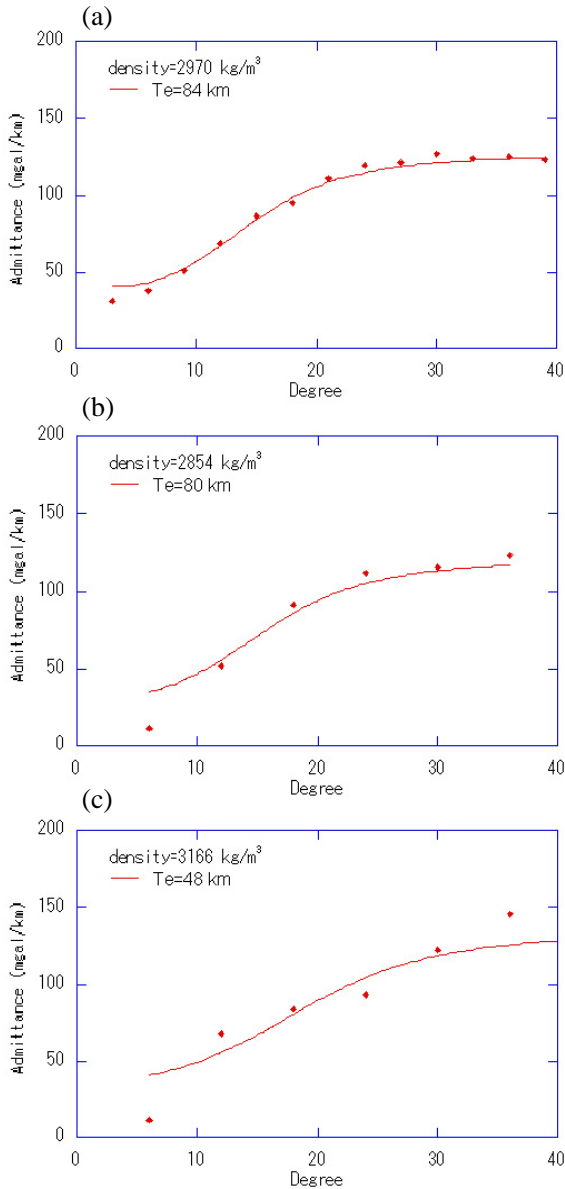 (a)
200
density=2970 kg/m³
Te=84 km
150
Admittance (mgal/km)
100
50
0
0 10 20 30 40
Degree
(b)
200
density=2854 kg/m³
Te=80 km
150
Admittance (mgal/km)
100
50
0
0 10 20 30 40
Degree
(c)
200
density=3166 kg/m³
Te=48 km
150
Admittance (mgal/km)
100
50
0
0 10 20 30 40
Degree